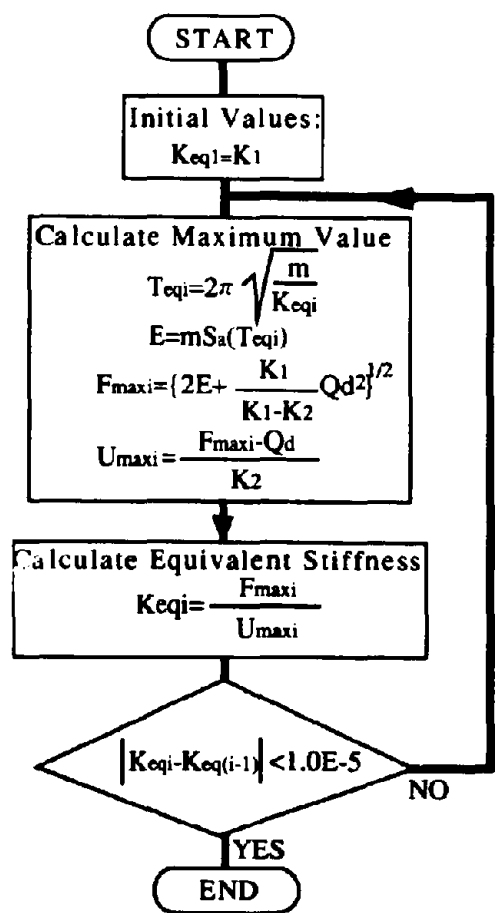 START
Initial Values:
Keq1=K1
Calculate Maximum Value
Teqi=2π√(m/Keqi)
E=mSa(Teqi)
Fmaxi={2E+ K1/(K1-K2) Qd²}^1/2
Umaxi=(Fmaxi-Qd)/K2
Calculate Equivalent Stiffness
Keqi=Fmaxi/Umaxi
|Keqi-Keq(i-1)|<1.0E-5
NO
YES
END